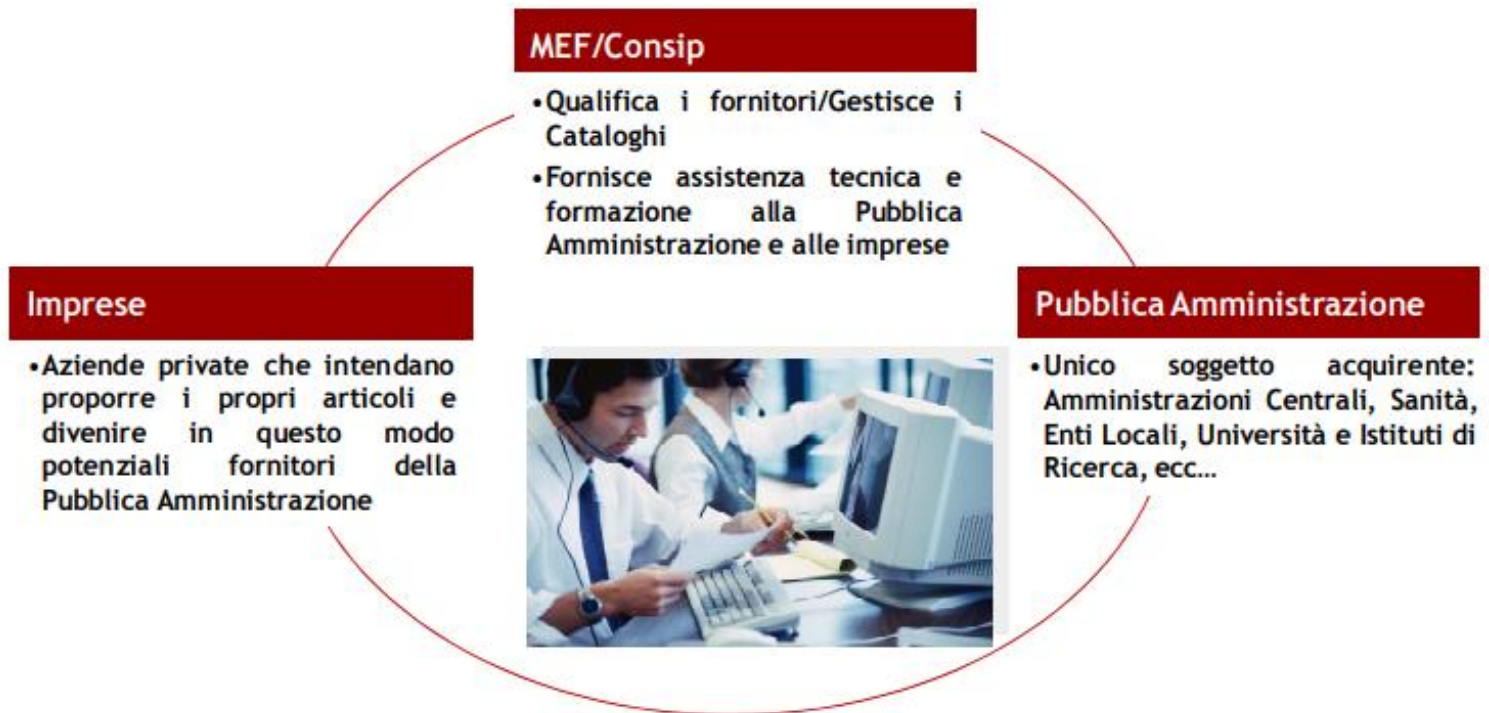 MEF/Consip
•Qualifica i fornitori/Gestisce i
Cataloghi
•Fornisce assistenza tecnica e
formazione alla Pubblica
Amministrazione e alle imprese
Imprese
•Aziende private che intendano
proporre i propri articoli e
divenire in questo modo
potenziali fornitori della
Pubblica Amministrazione
Pubblica Amministrazione
•Unico soggetto acquirente:
Amministrazioni Centrali, Sanità,
Enti Locali, Università e Istituti di
Ricerca, ecc…